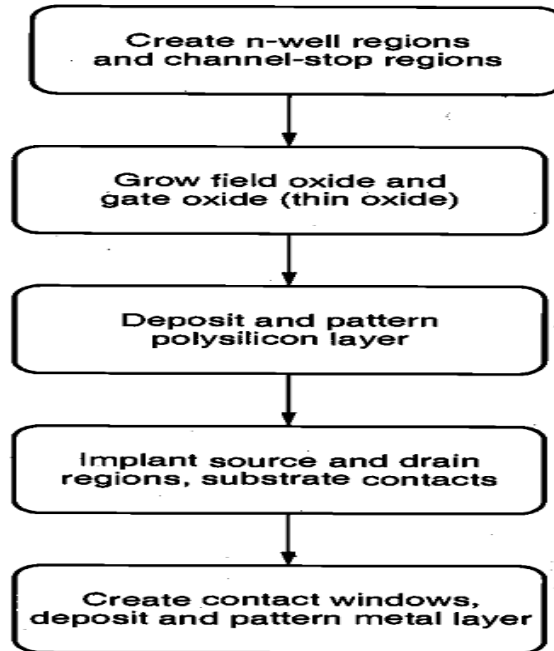 Create n-well regions
and channel-stop regions
Grow field oxide and
gate oxide (thin oxide)
Deposit and pattern
polysilicon layer
Implant source and drain
regions, substrate contacts
Create contact windows,
deposit and pattern metal layer